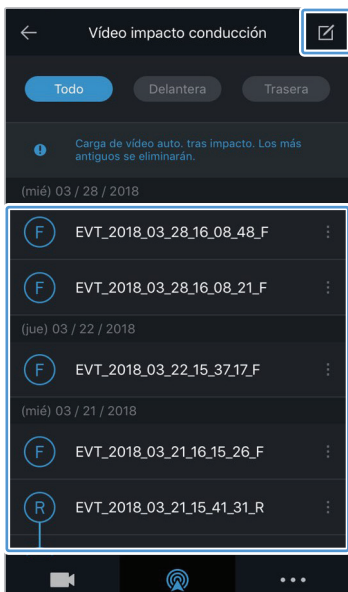 Vídeo impacto conducción
Todo Delantera Trasera
Carga de vídeo auto. tras impacto. Los más
antiguos se eliminarán.
(mié) 03 / 28 / 2018
F EVT_2018_03_28_16_08_48_F
F EVT_2018_03_28_16_08_21_F
(jue) 03 / 22 / 2018
F EVT_2018_03_22_15_37_17_F
(mié) 03 / 21 / 2018
F EVT_2018_03_21_16_15_26_F
R EVT_2018_03_21_15_41_31_R